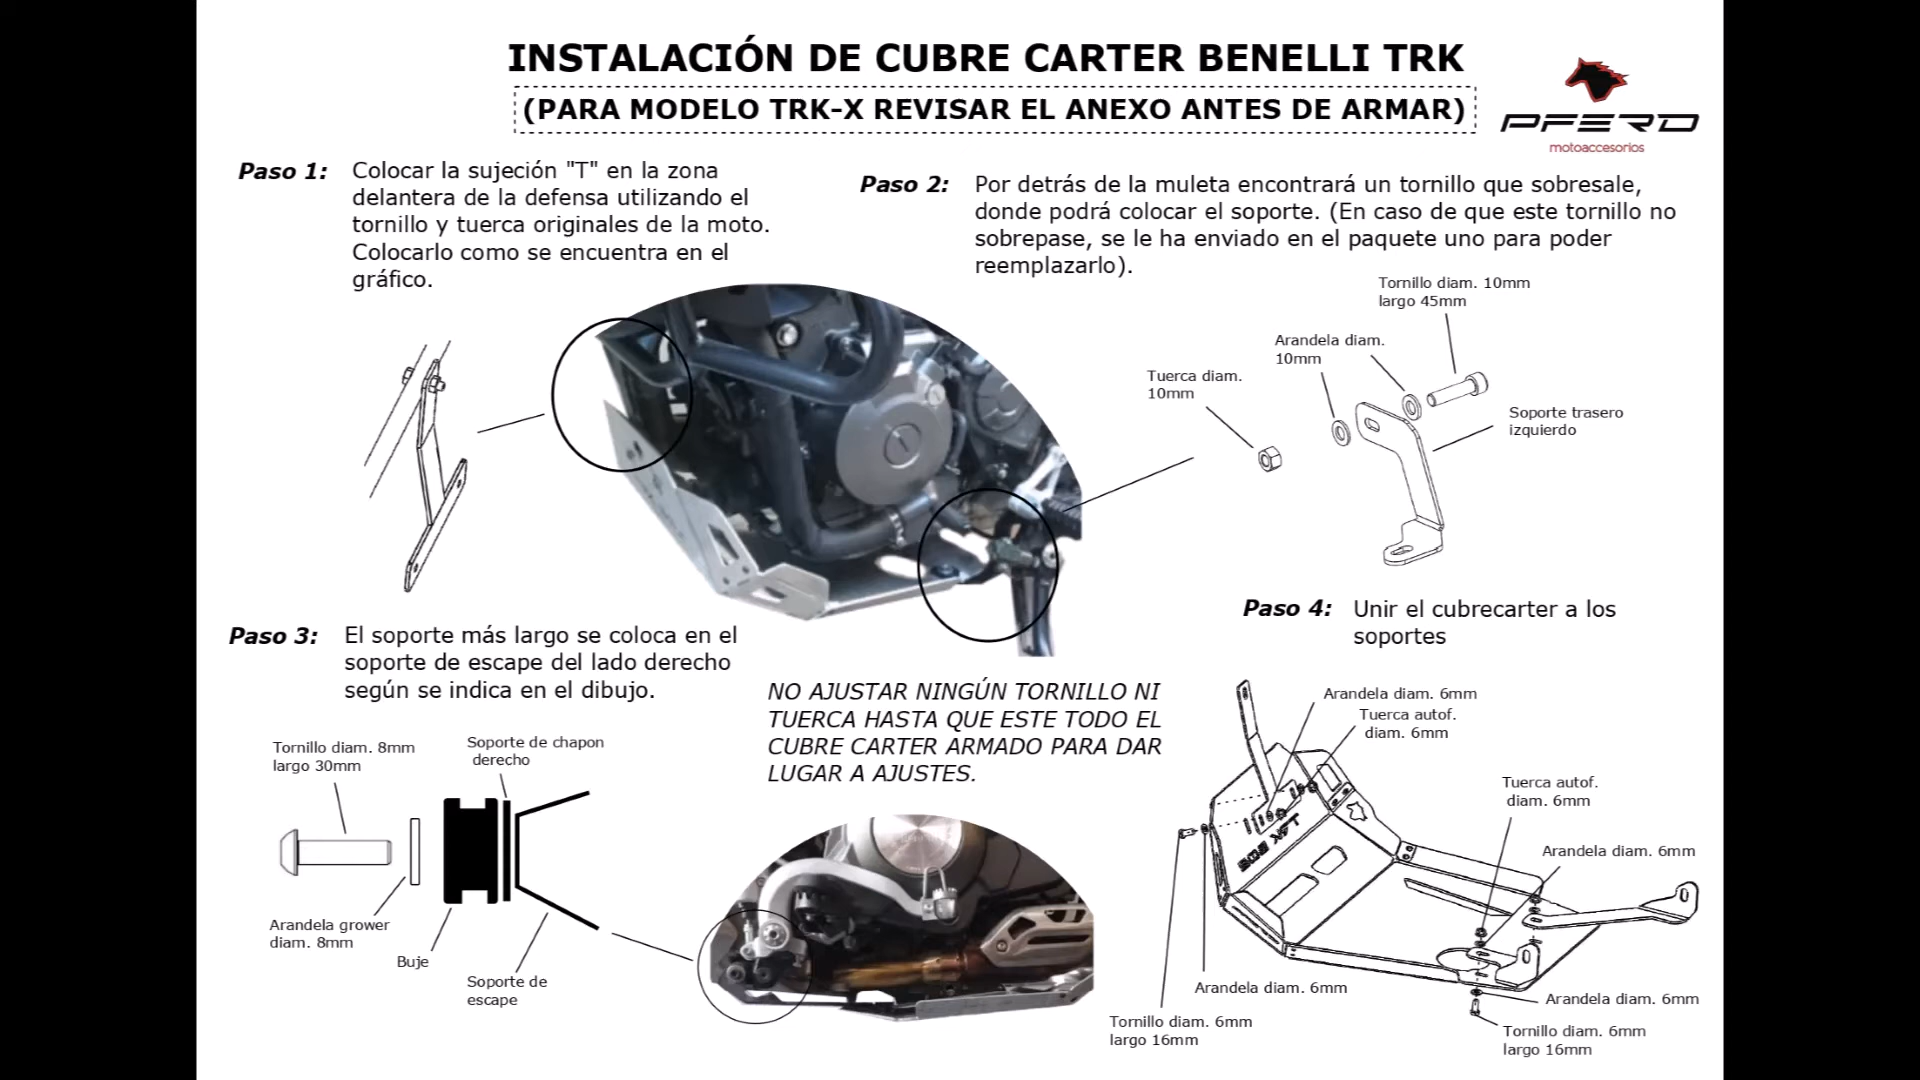 INSTALACIÓN DE CUBRE CARTER BENELLI TRK
(PARA MODELO TRK-X REVISAR EL ANEXO ANTES DE ARMAR)
PFERD
motoaccesorios
Paso 1:
Colocar la sujeción "T" en la zona
delantera de la defensa utilizando el
tornillo y tuerca originales de la moto.
Colocarlo como se encuentra en el
gráfico.
Paso 2:
Por detrás de la muleta encontrará un tornillo que sobresale,
donde podrá colocar el soporte. (En caso de que este tornillo no
sobrepase, se le ha enviado en el paquete uno para poder
reemplazarlo).
Tornillo diam. 10mm
largo 45mm
Arandela diam.
10mm
Tuerca diam.
10mm
Soporte trasero
izquierdo
Paso 3:
El soporte más largo se coloca en el
soporte de escape del lado derecho
según se indica en el dibujo.
Tornillo diam. 8mm
largo 30mm
Soporte de chapon
derecho
Arandela grower
diam. 8mm
Buje
Soporte de
escape
NO AJUSTAR NINGÚN TORNILLO NI
TUERCA HASTA QUE ESTE TODO EL
CUBRE CARTER ARMADO PARA DAR
LUGAR A AJUSTES.
Paso 4:
Unir el cubrecarter a los
soportes
Arandela diam. 6mm
Tuerca autof.
diam. 6mm
Tuerca autof.
diam. 6mm
Arandela diam. 6mm
Arandela diam. 6mm
Tornillo diam. 6mm
largo 16mm
Arandela diam. 6mm
Tornillo diam. 6mm
largo 16mm